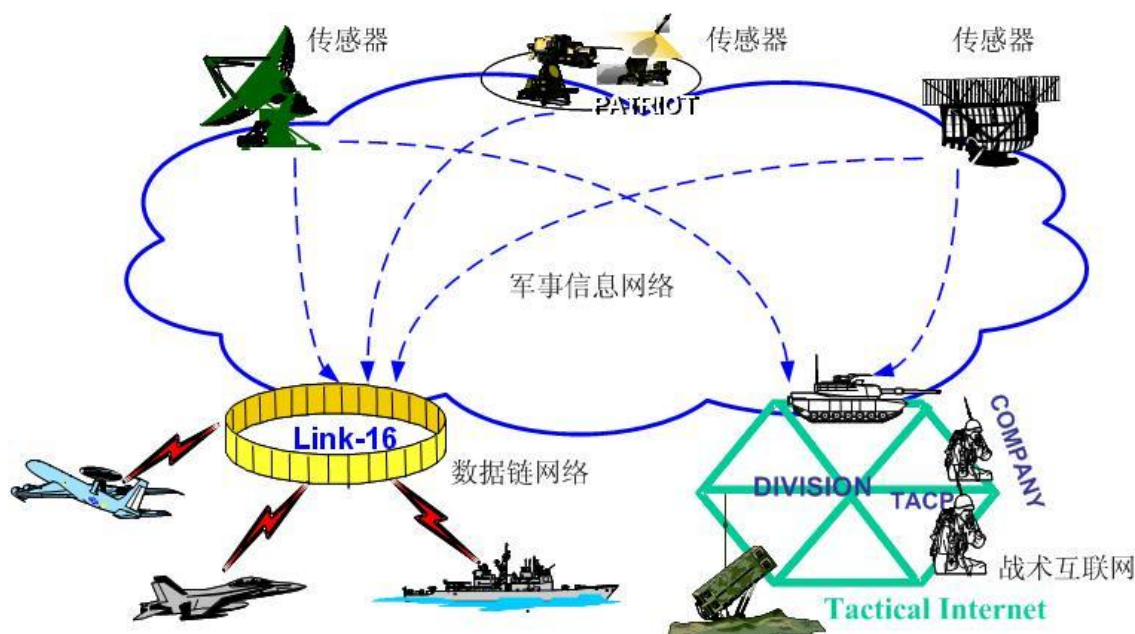 传感器
传感器
传感器
PATRIOT
军事信息网络
Link-16
数据链网络
COMPANY
DIVISION
TACP
战术互联网
Tactical Internet